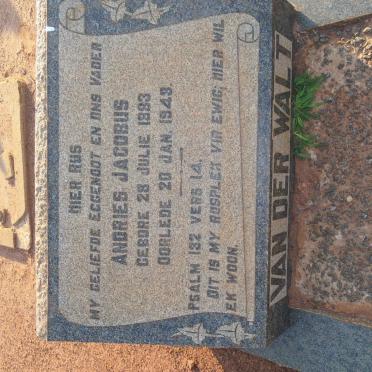 HIER RUS
MY GELIEFDE EGGENOOT EN ONS VADER
ANDRIES JACOBUS
GEBORE 28 JULIE 1893
OORLEDE 20 JAN. 1943.
PSALM 132 VERS 14.
DIT IS MY RUSPLEK VIR EWIG; HIER WIL
EK WOON.
VAN DER WALT